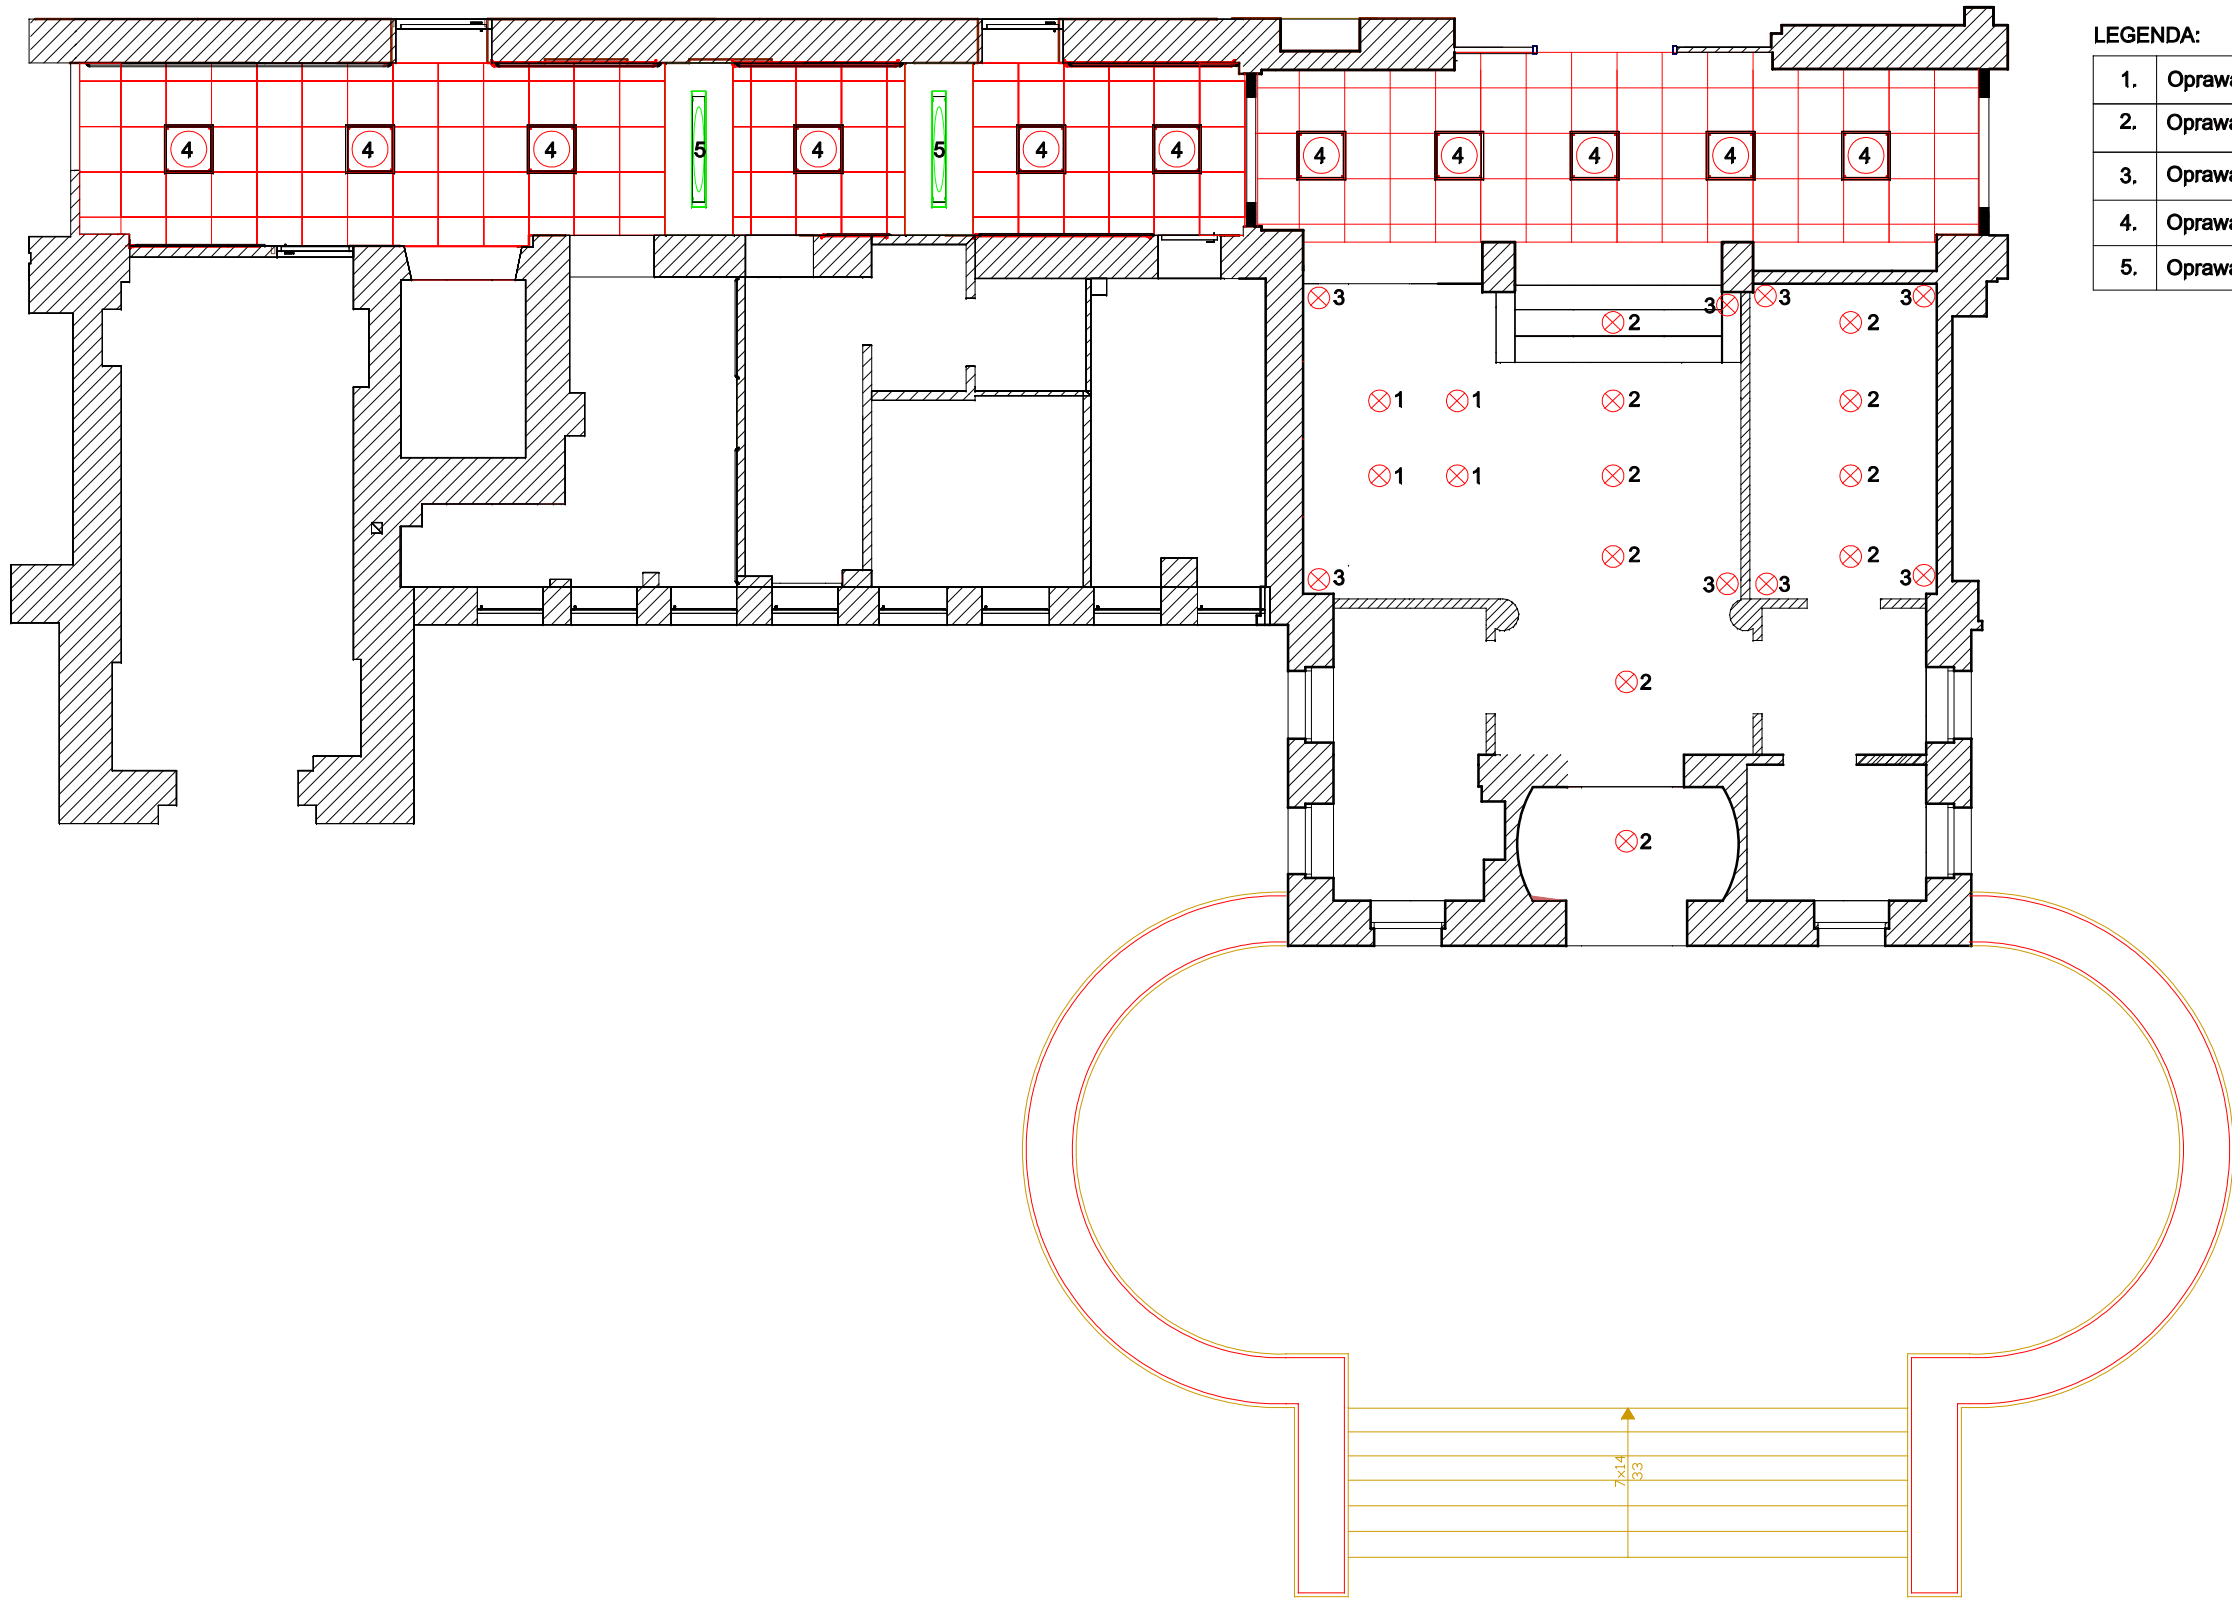 LEGENDA:
1. Oprawa
2. Oprawa
3. Oprawa
4. Oprawa
5. Oprawa
4 4 4 5 4 5 4 4 4 4 4 4 4
3 3 3 3
2 2
1 1 2 2
1 1 2 2
2 2
3 3 3 3
2
2
7x14
33